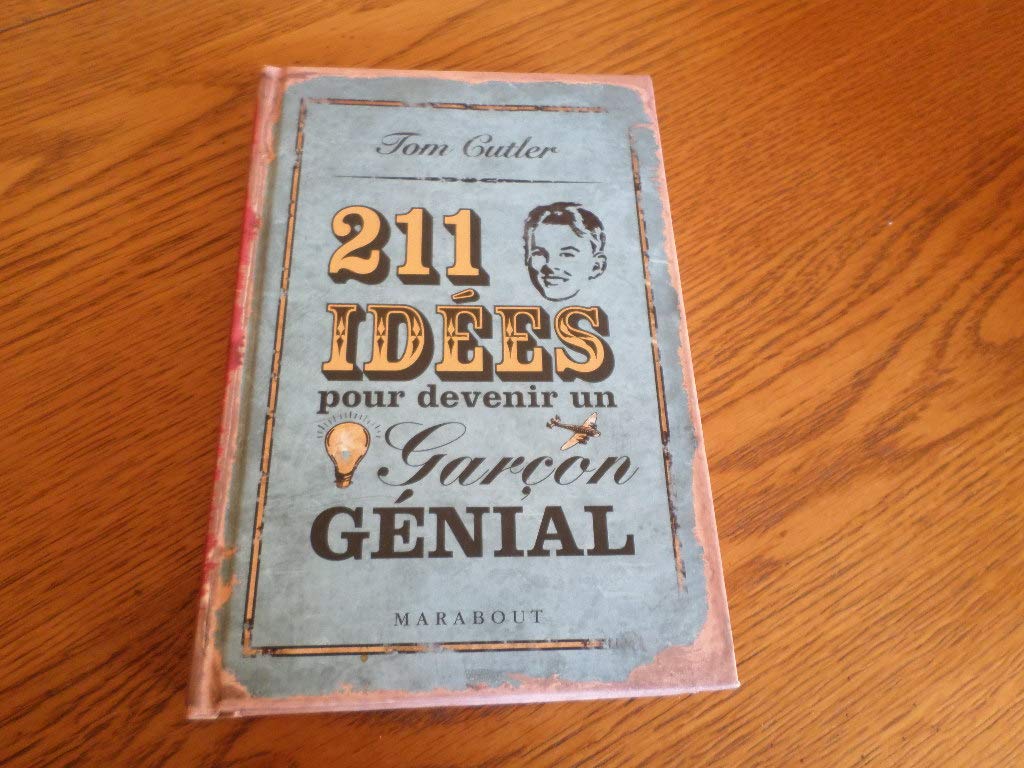 Tom Cutler
211
IDÉES
pour devenir un
Garçon
GÉNIAL
MARABOUT